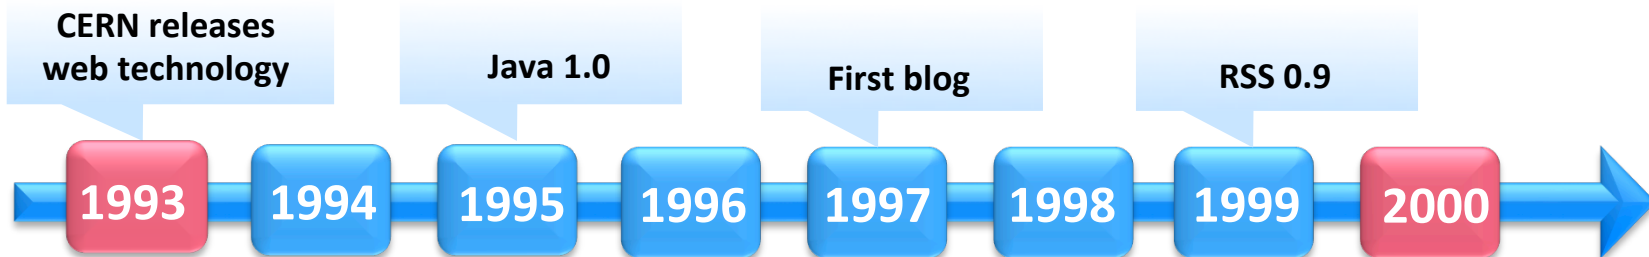 CERN releases
web technology
Java 1.0
First blog
RSS 0.9
1993
1994
1995
1996
1997
1998
1999
2000